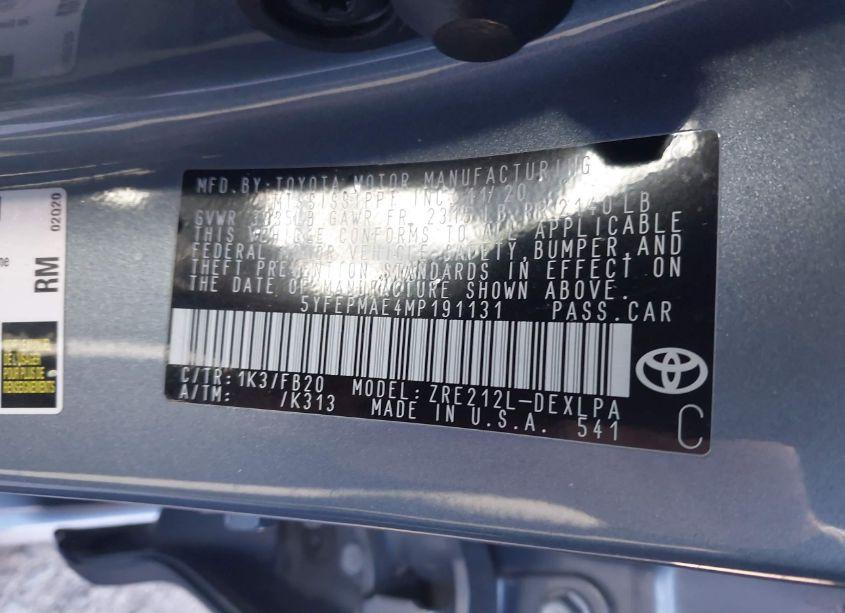 MFD.BY:TOYOTA MOTOR MANUFACTURING
MISSISSIPPI INC. 11/20
GVWR GAWR FR. LB RR 2140LB
THIS VEHICLE CONFORMS TO ALL APPLICABLE
FEDERAL MOTOR VEHICLE SAFETY,BUMPER,AND
THEFT PREVENTION STANDARDS IN EFFECT ON
THE DATE OF MANUFACTURE SHOWN ABOVE.
5YFEPMAE4MP191131 PASS.CAR
C/TR:1K3/FB20 MODEL:ZRE212L-DEXLPA
A/TM: /K313 MADE IN U.S.A. 541
C
RM
02020